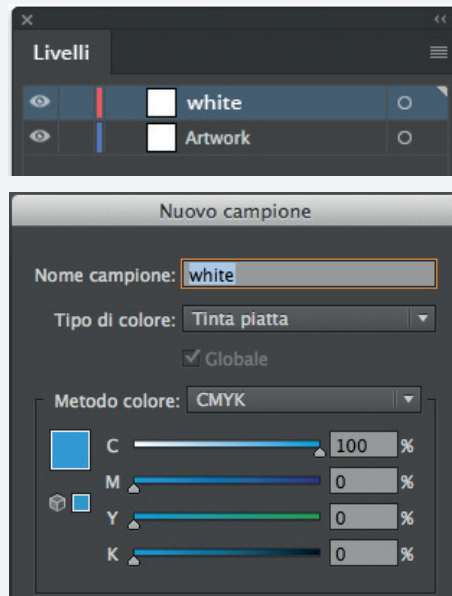 Livelli
white
Artwork
Nuovo campione
Nome campione: white
Tipo di colore: Tinta piatta
Globale
Metodo colore: CMYK
C 100 %
M 0 %
Y 0 %
K 0 %